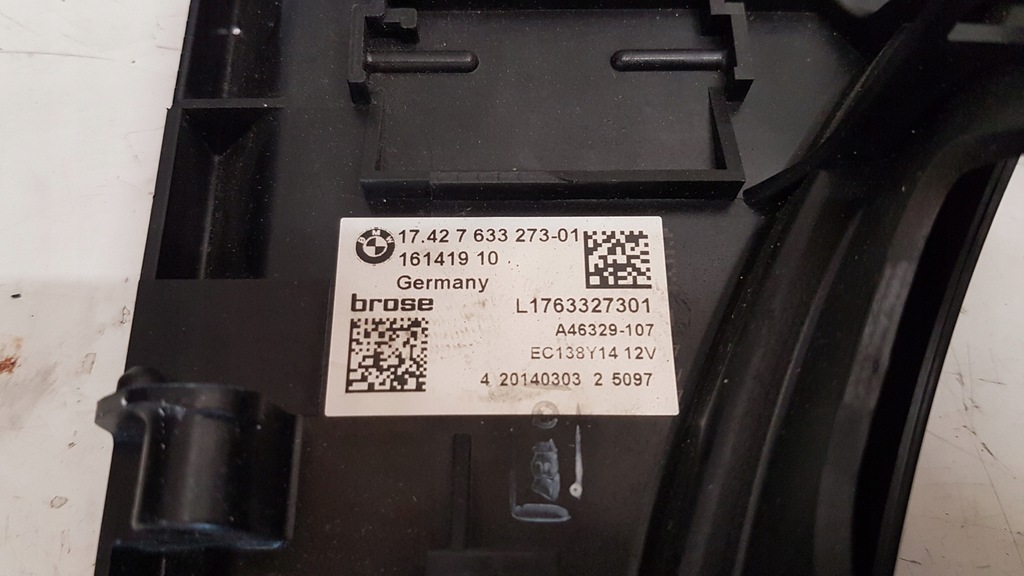 BMW
17.42 7 633 273-01
161419 10
Germany
brose
L1763327301
A46329-107
EC138Y14 12V
4 20140303 2 5097